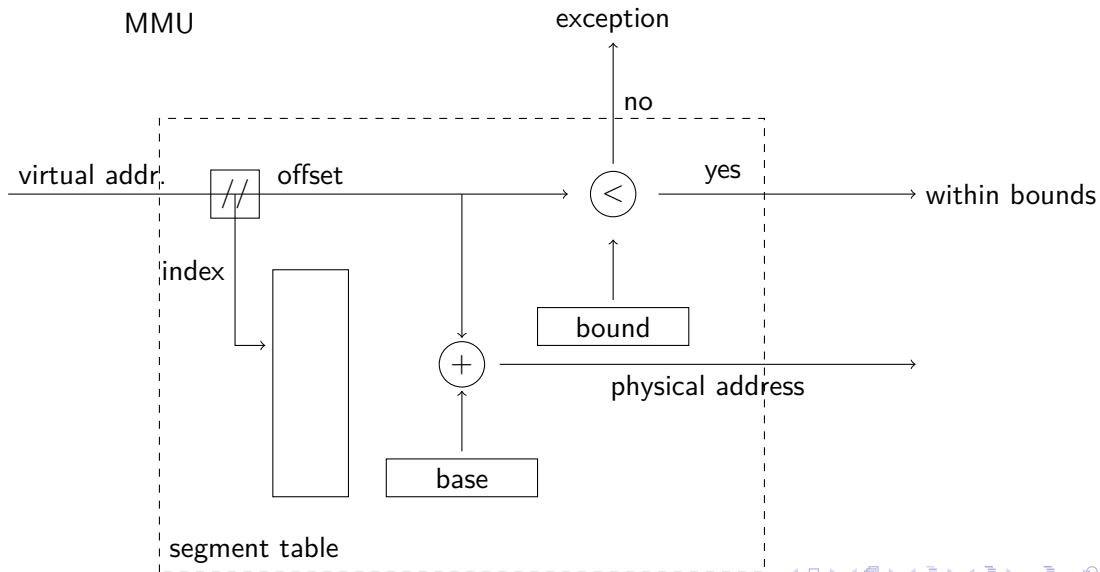 MMU
exception
no
virtual addr.
//
offset
<
yes
within bounds
index
bound
+
physical address
base
segment table